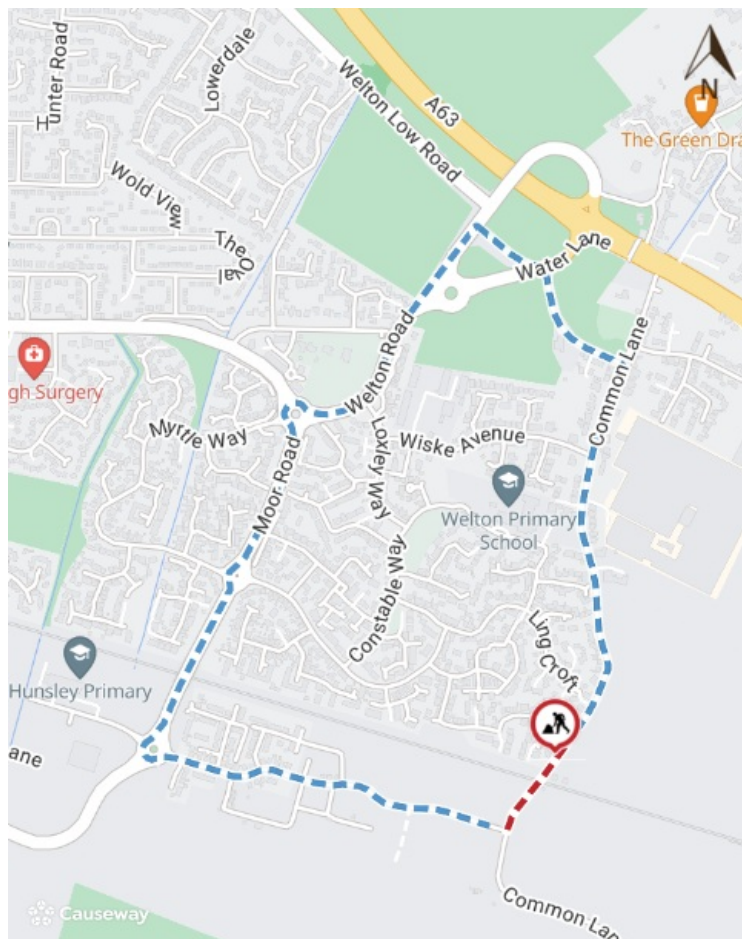 Hunter Road
Lowerdale
Welton Low Road
A63
N
The Green Dra
Wold View
The
Oval
Water Lane
gh Surgery
Welton Road
Common Lane
Myrtle Way
Moor Road
Loxley Way
Wiske Avenue
Welton Primary
School
Constable Way
Ling Croft
Hunsley Primary
ane
Common Lan
Causeway